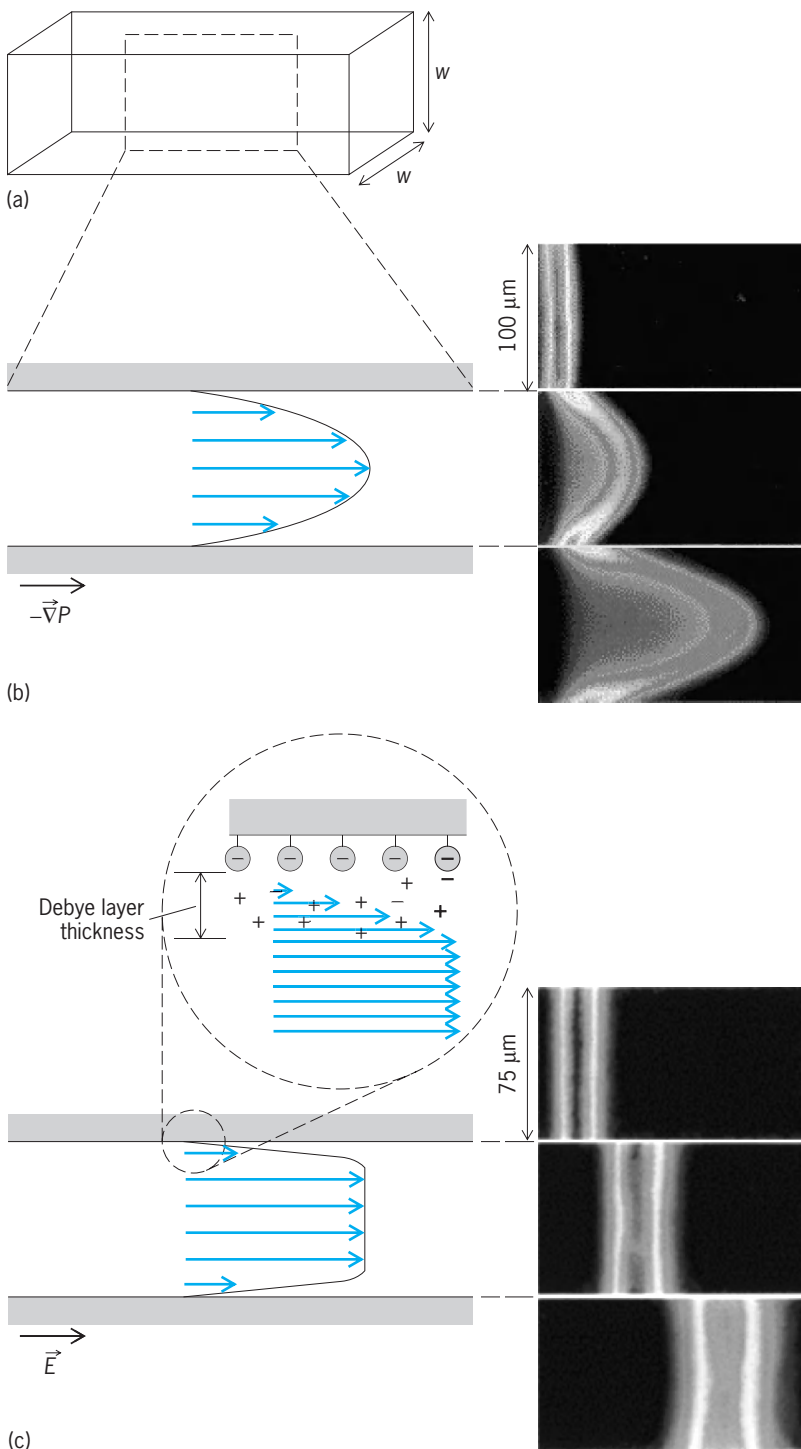 w
w
(a)
100 μm
−∇⃗P
(b)
− − − − −
−
+ − + + − +
+ + + + +
Debye layer
thickness
75 μm
E⃗
(c)